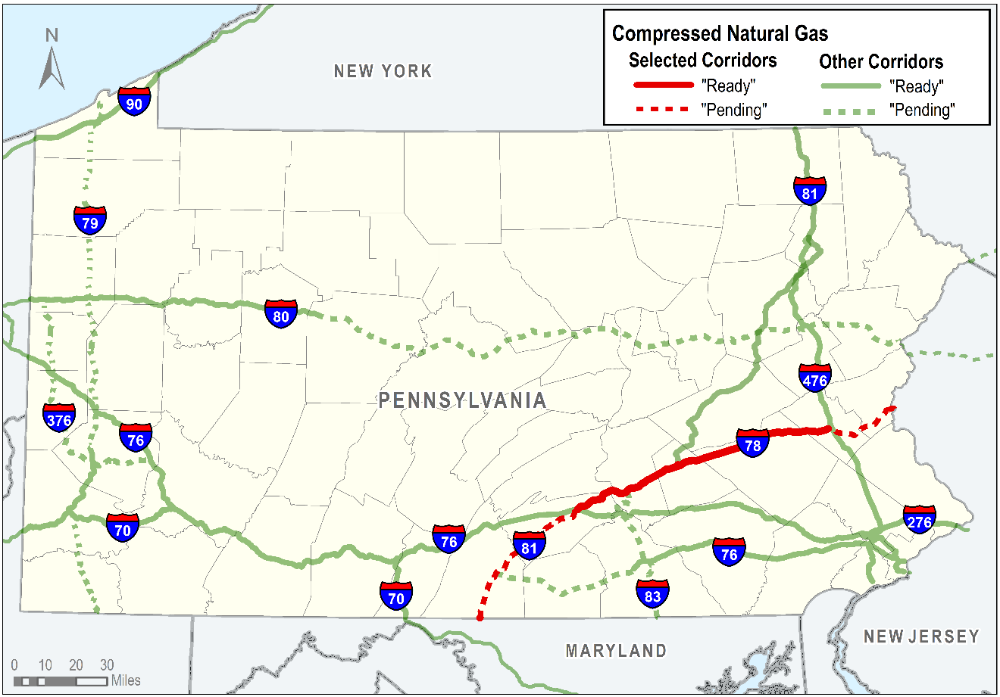 Compressed Natural Gas
Selected Corridors
Other Corridors
"Ready"
"Ready"
"Pending"
"Pending"
N
NEW YORK
90
81
79
80
476
PENNSYLVANIA
376
76
78
70
276
76
81
76
70
83
NEW JERSEY
MARYLAND
0 10 20 30
Miles